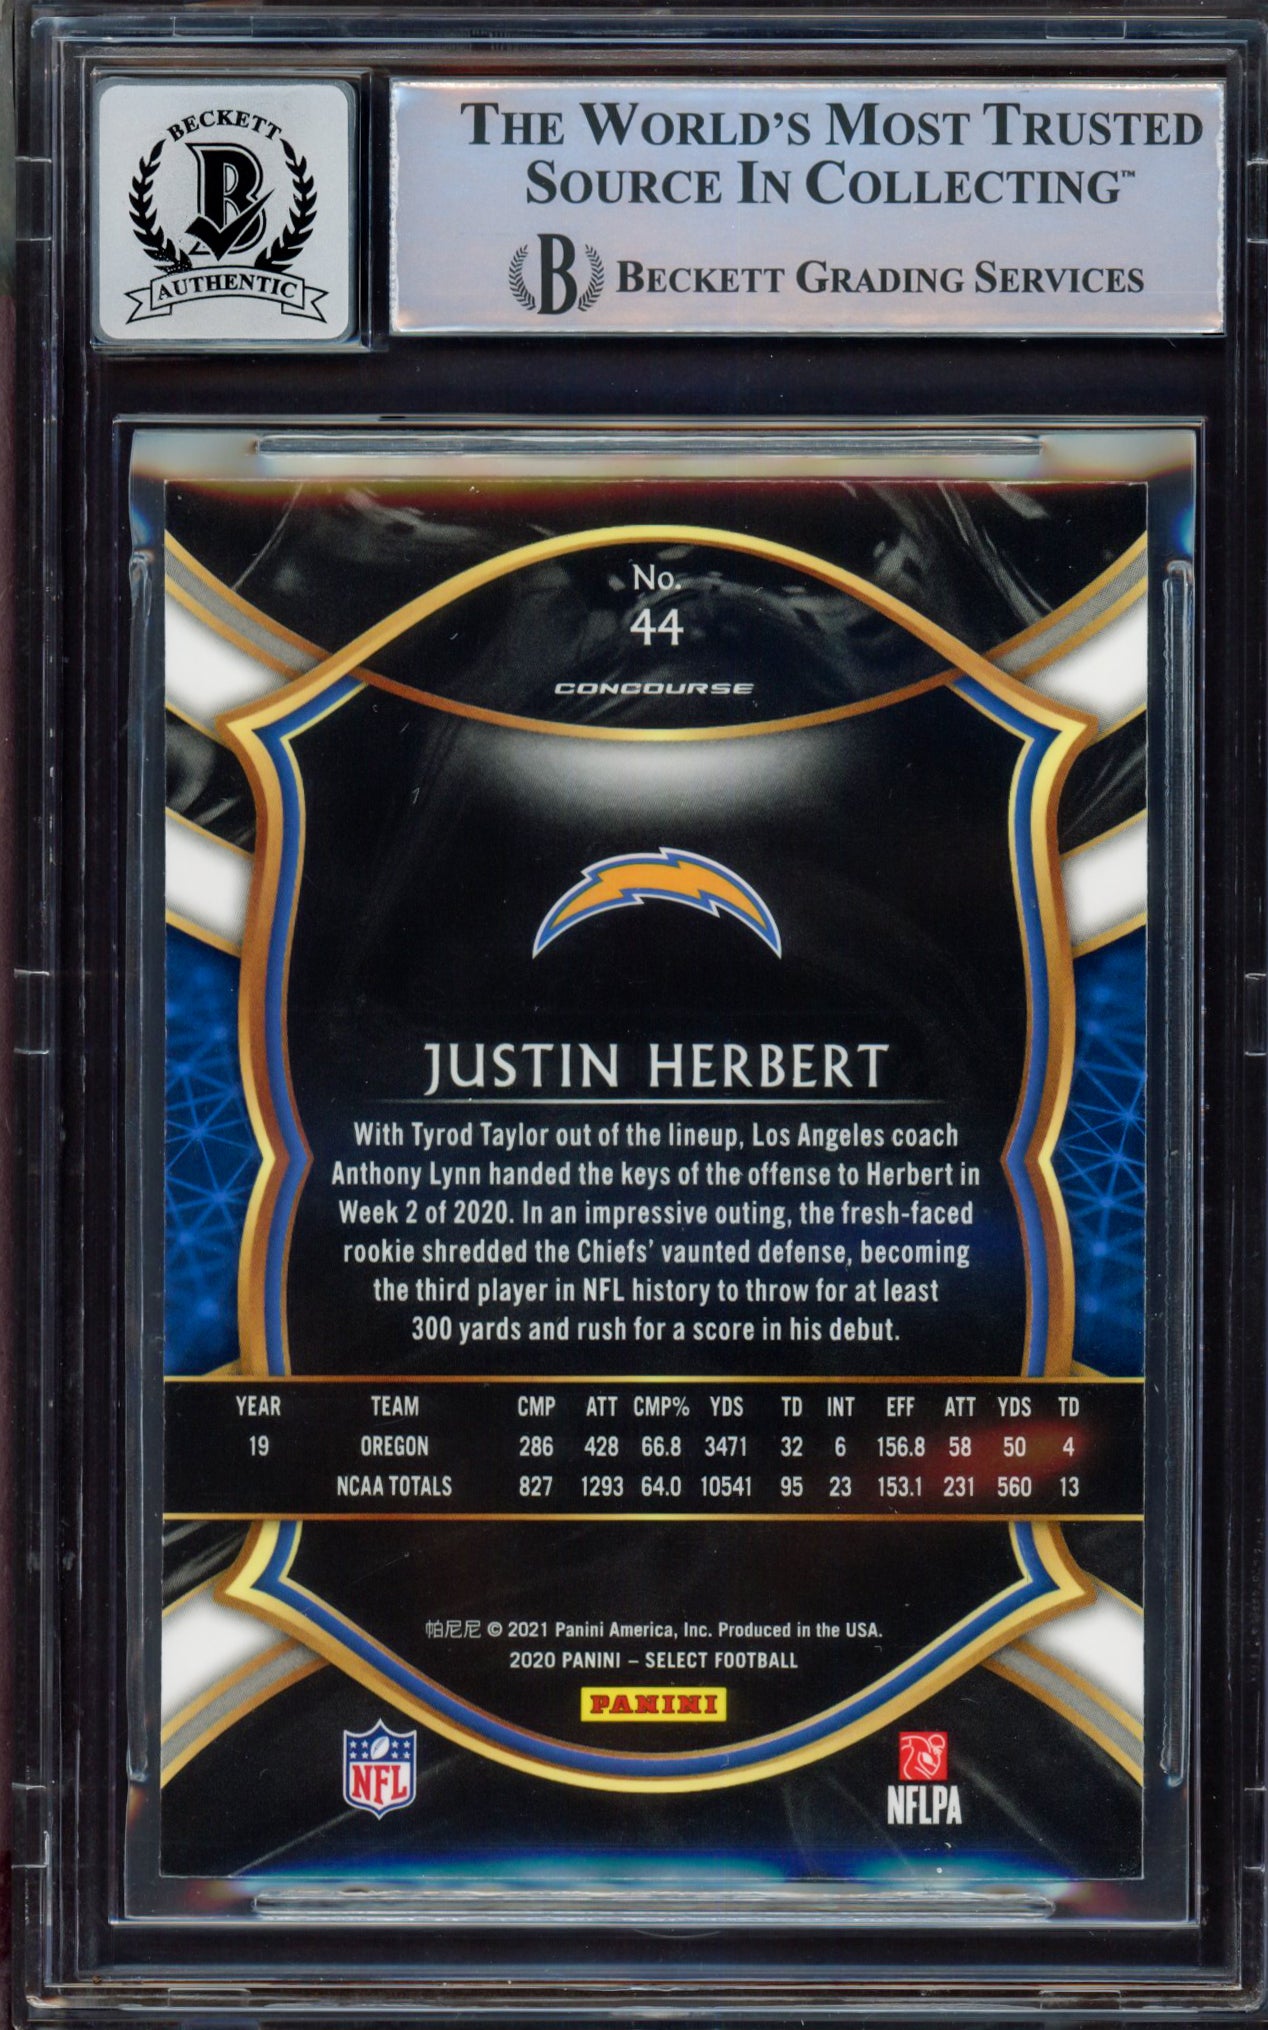 BECKETT
AUTHENTIC
THE WORLD'S MOST TRUSTED
SOURCE IN COLLECTING™
B BECKETT GRADING SERVICES
No.
44
CONCOURSE
JUSTIN HERBERT
With Tyrod Taylor out of the lineup, Los Angeles coach
Anthony Lynn handed the keys of the offense to Herbert in
Week 2 of 2020. In an impressive outing, the fresh-faced
rookie shredded the Chiefs' vaunted defense, becoming
the third player in NFL history to throw for at least
300 yards and rush for a score in his debut.
YEAR TEAM CMP ATT CMP% YDS TD INT EFF ATT YDS TD
19 OREGON 286 428 66.8 3471 32 6 156.8 58 50 4
NCAA TOTALS 827 1293 64.0 10541 95 23 153.1 231 560 13
帕尼尼 © 2021 Panini America, Inc. Produced in the USA.
2020 PANINI – SELECT FOOTBALL
PANINI
NFL
NFLPA